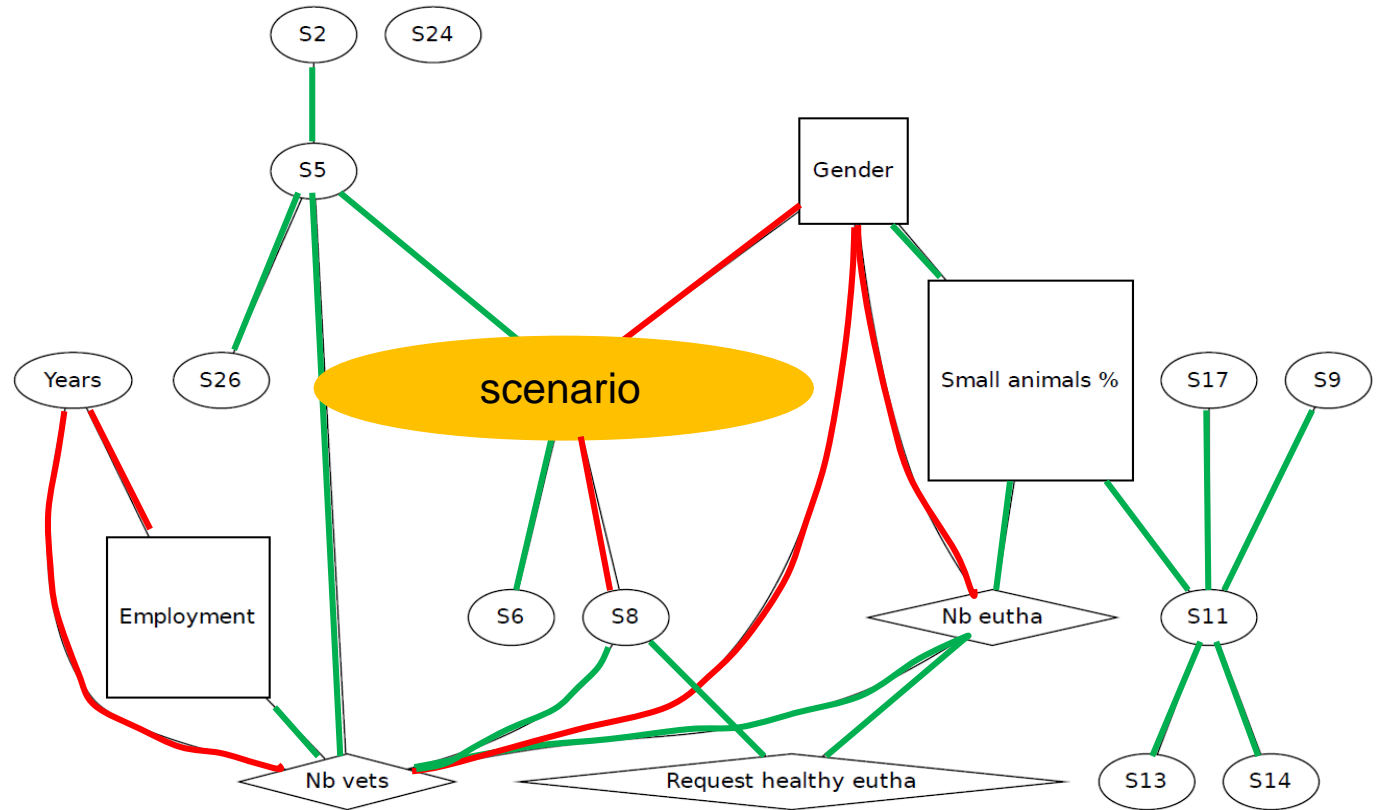 S2
S24
S5
Gender
Years
S26
scenario
Small animals %
S17
S9
Employment
S6
S8
Nb eutha
S11
Nb vets
Request healthy eutha
S13
S14